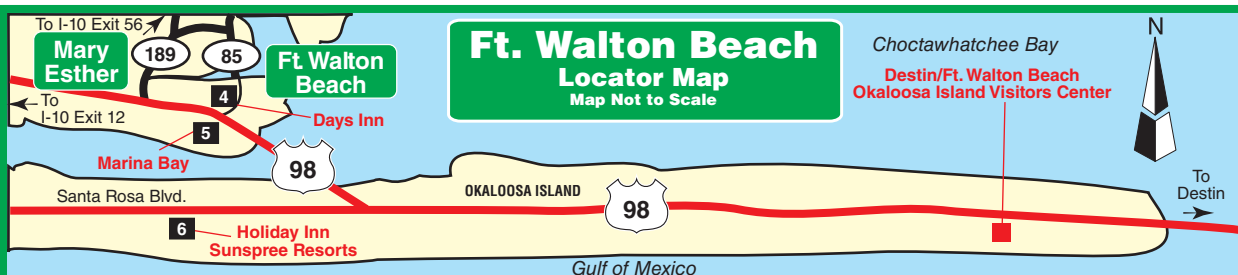 To I-10 Exit 56
Mary
Esther
189
85
Ft. Walton
Beach
4
To
I-10 Exit 12
5
Days Inn
Marina Bay
98
Ft. Walton Beach
Locator Map
Map Not to Scale
Choctawhatchee Bay
Destin/Ft. Walton Beach
Okaloosa Island Visitors Center
N
Santa Rosa Blvd.
OKALOOSA ISLAND
98
To
Destin
6
Holiday Inn
Sunspree Resorts
Gulf of Mexico